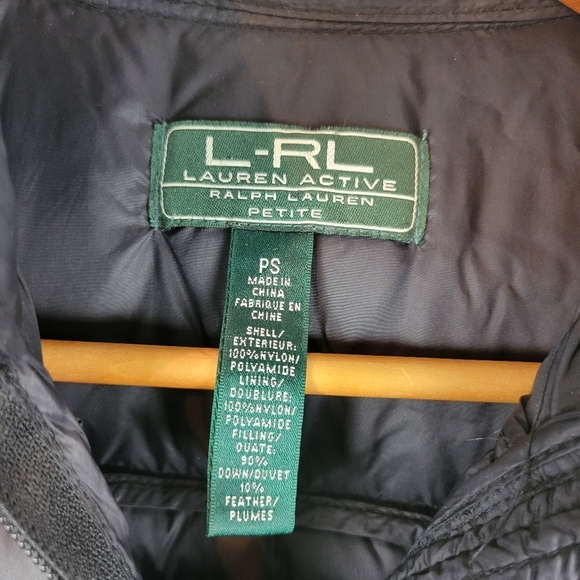 L-RL
LAUREN ACTIVE
RALPH LAUREN
PETITE
PS
MADE IN
CHINA
FABRIQUE EN
CHINE
SHELL/
EXTERIEUR:
100%NYLON/
POLYAMIDE
LINING/
DOUBLURE:
100%NYLON/
POLYAMIDE
FILLING/
OUATE:
90%
DOWN/DUVET
10%
FEATHER/
PLUMES